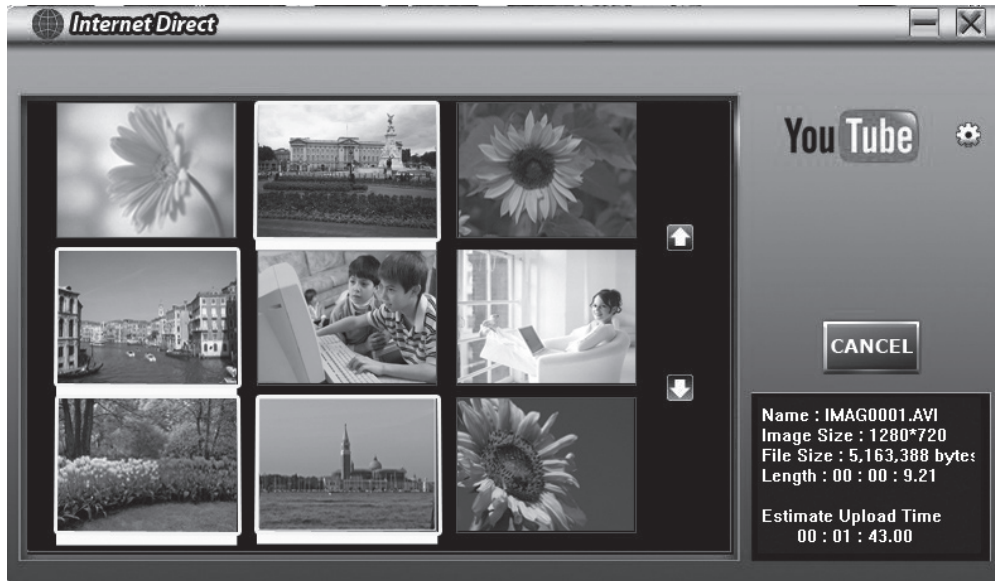 Internet Direct
You Tube
CANCEL
Name : IMAG0001.AVI
Image Size : 1280*720
File Size : 5,163,388 bytes
Length : 00 : 00 : 9.21
Estimate Upload Time
00 : 01 : 43.00